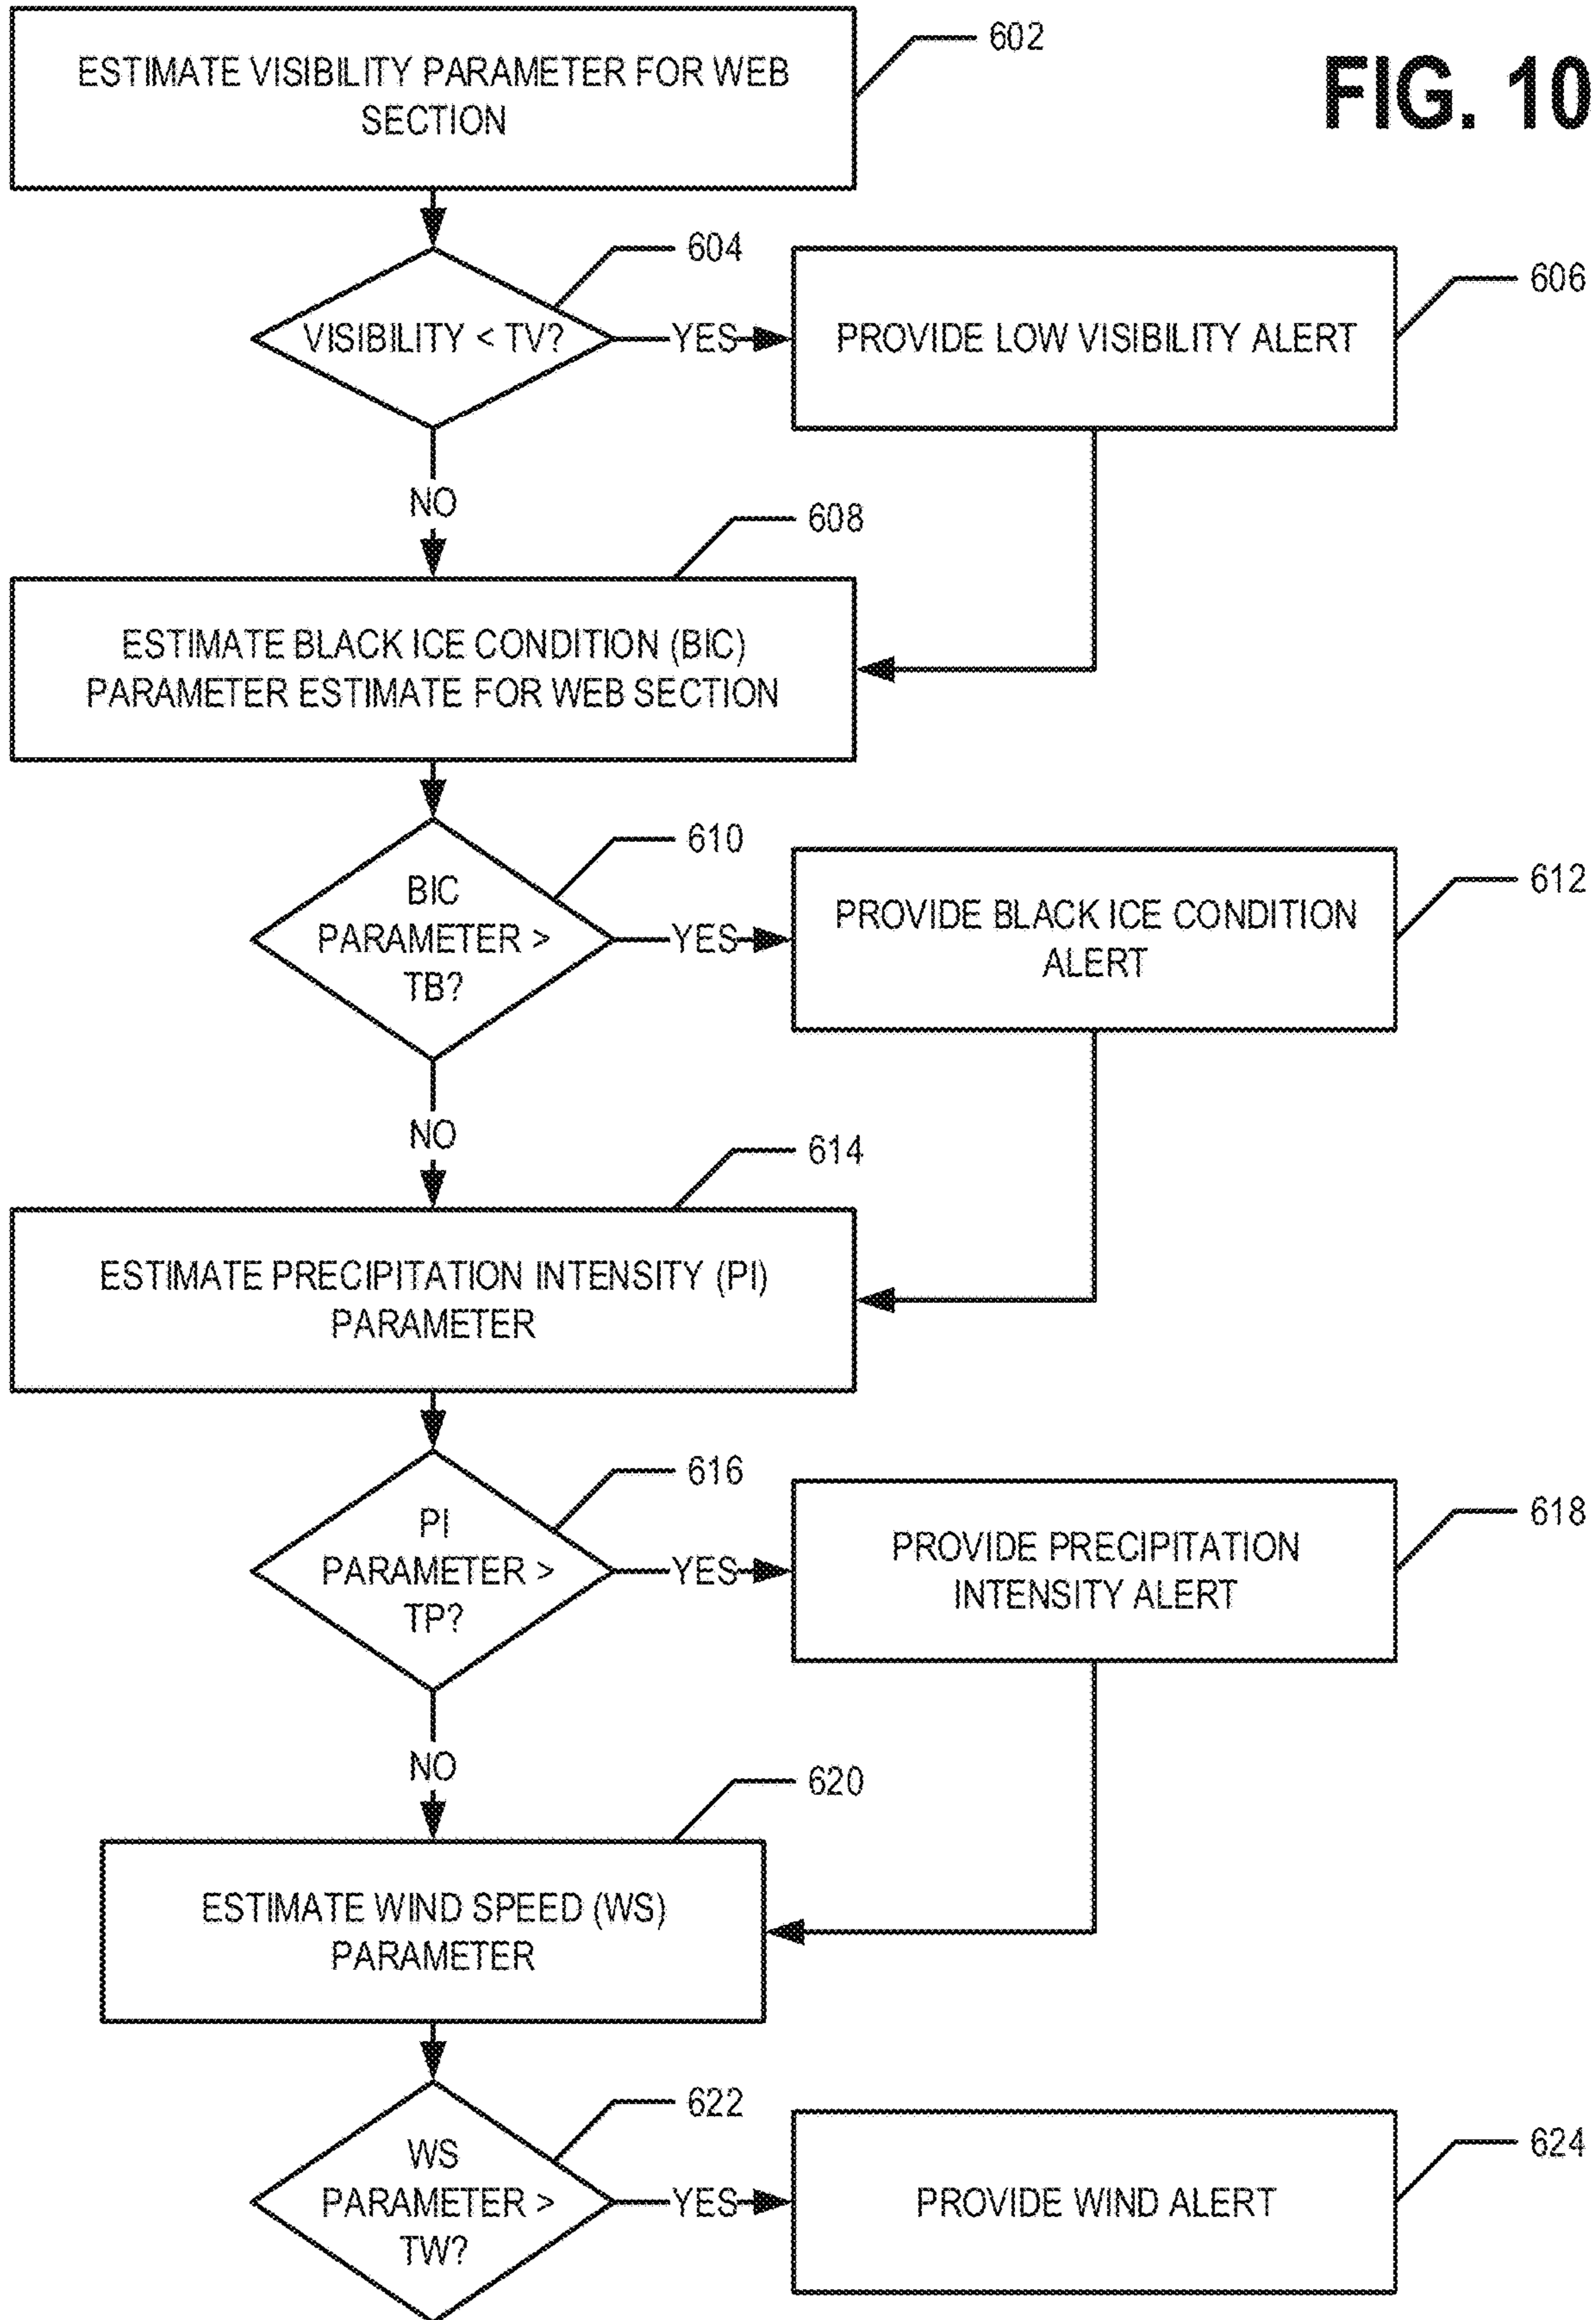 602
FIG. 10
ESTIMATE VISIBILITY PARAMETER FOR WEB
SECTION
604
606
VISIBILITY < TV?
YES
PROVIDE LOW VISIBILITY ALERT
NO
608
ESTIMATE BLACK ICE CONDITION (BIC)
PARAMETER ESTIMATE FOR WEB SECTION
610
612
BIC
PARAMETER >
TB?
YES
PROVIDE BLACK ICE CONDITION
ALERT
NO
614
ESTIMATE PRECIPITATION INTENSITY (PI)
PARAMETER
616
618
PI
PARAMETER >
TP?
YES
PROVIDE PRECIPITATION
INTENSITY ALERT
NO
620
ESTIMATE WIND SPEED (WS)
PARAMETER
622
624
WS
PARAMETER >
TW?
YES
PROVIDE WIND ALERT